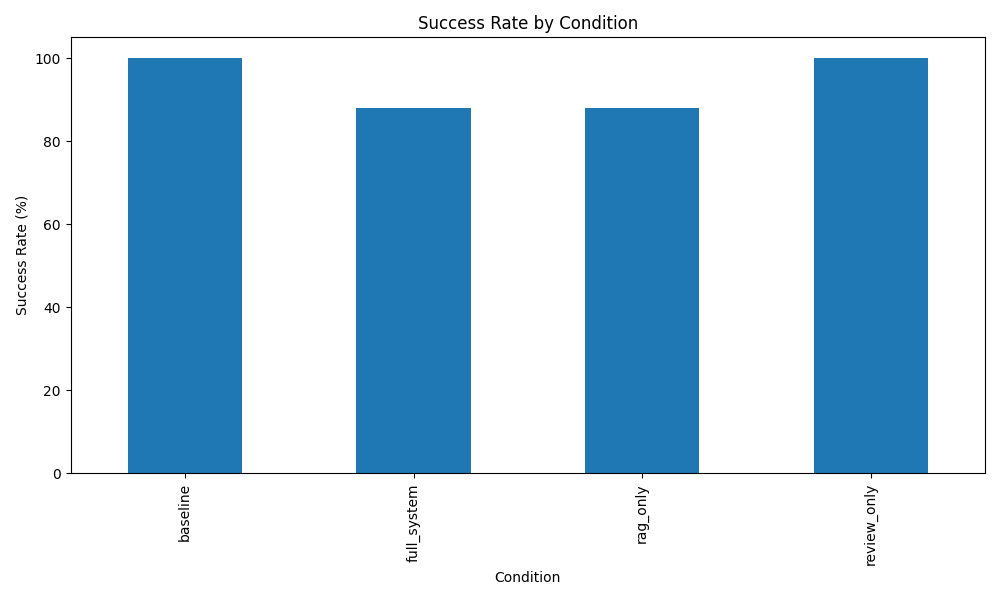 Success Rate by Condition
Success Rate (%)
100
80
60
40
20
0
baseline
full_system
rag_only
review_only
Condition